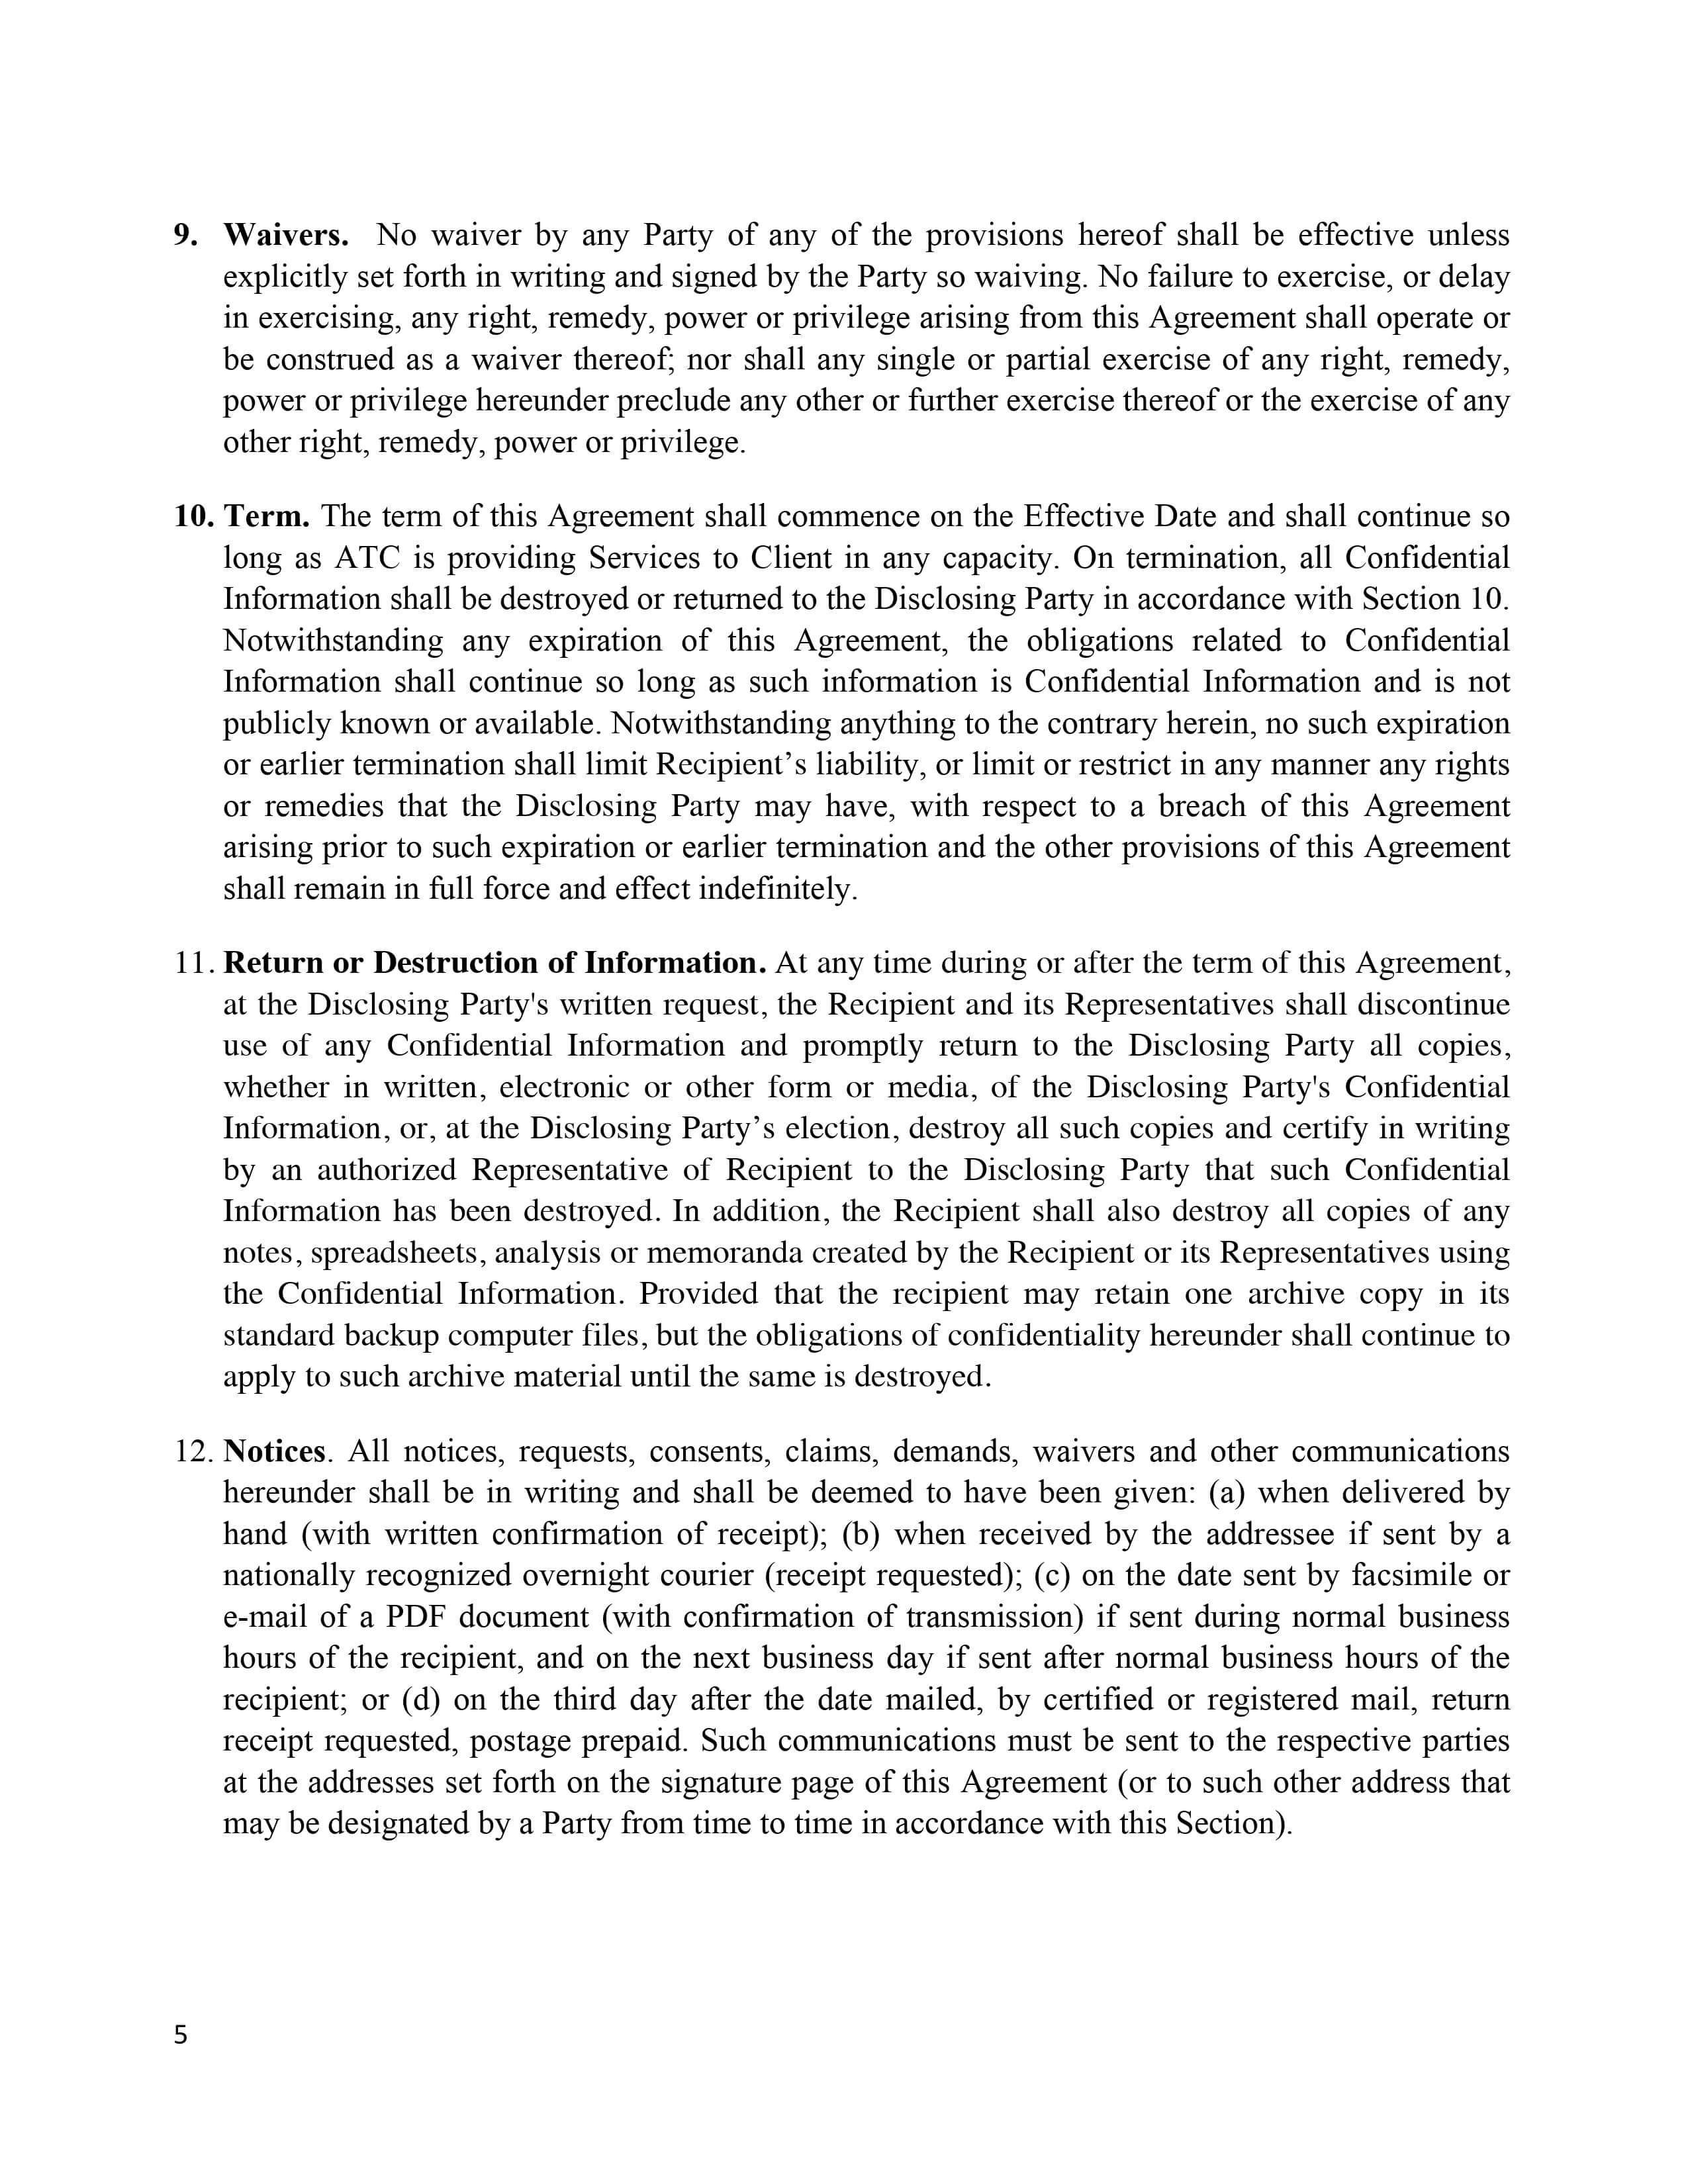 9. Waivers. No waiver by any Party of any of the provisions hereof shall be effective unless
explicitly set forth in writing and signed by the Party so waiving. No failure to exercise, or delay
in exercising, any right, remedy, power or privilege arising from this Agreement shall operate or
be construed as a waiver thereof; nor shall any single or partial exercise of any right, remedy,
power or privilege hereunder preclude any other or further exercise thereof or the exercise of any
other right, remedy, power or privilege.
10. Term. The term of this Agreement shall commence on the Effective Date and shall continue so
long as ATC is providing Services to Client in any capacity. On termination, all Confidential
Information shall be destroyed or returned to the Disclosing Party in accordance with Section 10.
Notwithstanding any expiration of this Agreement, the obligations related to Confidential
Information shall continue so long as such information is Confidential Information and is not
publicly known or available. Notwithstanding anything to the contrary herein, no such expiration
or earlier termination shall limit Recipient’s liability, or limit or restrict in any manner any rights
or remedies that the Disclosing Party may have, with respect to a breach of this Agreement
arising prior to such expiration or earlier termination and the other provisions of this Agreement
shall remain in full force and effect indefinitely.
11. Return or Destruction of Information. At any time during or after the term of this Agreement,
at the Disclosing Party's written request, the Recipient and its Representatives shall discontinue
use of any Confidential Information and promptly return to the Disclosing Party all copies,
whether in written, electronic or other form or media, of the Disclosing Party's Confidential
Information, or, at the Disclosing Party’s election, destroy all such copies and certify in writing
by an authorized Representative of Recipient to the Disclosing Party that such Confidential
Information has been destroyed. In addition, the Recipient shall also destroy all copies of any
notes, spreadsheets, analysis or memoranda created by the Recipient or its Representatives using
the Confidential Information. Provided that the recipient may retain one archive copy in its
standard backup computer files, but the obligations of confidentiality hereunder shall continue to
apply to such archive material until the same is destroyed.
12. Notices. All notices, requests, consents, claims, demands, waivers and other communications
hereunder shall be in writing and shall be deemed to have been given: (a) when delivered by
hand (with written confirmation of receipt); (b) when received by the addressee if sent by a
nationally recognized overnight courier (receipt requested); (c) on the date sent by facsimile or
e-mail of a PDF document (with confirmation of transmission) if sent during normal business
hours of the recipient, and on the next business day if sent after normal business hours of the
recipient; or (d) on the third day after the date mailed, by certified or registered mail, return
receipt requested, postage prepaid. Such communications must be sent to the respective parties
at the addresses set forth on the signature page of this Agreement (or to such other address that
may be designated by a Party from time to time in accordance with this Section).
5